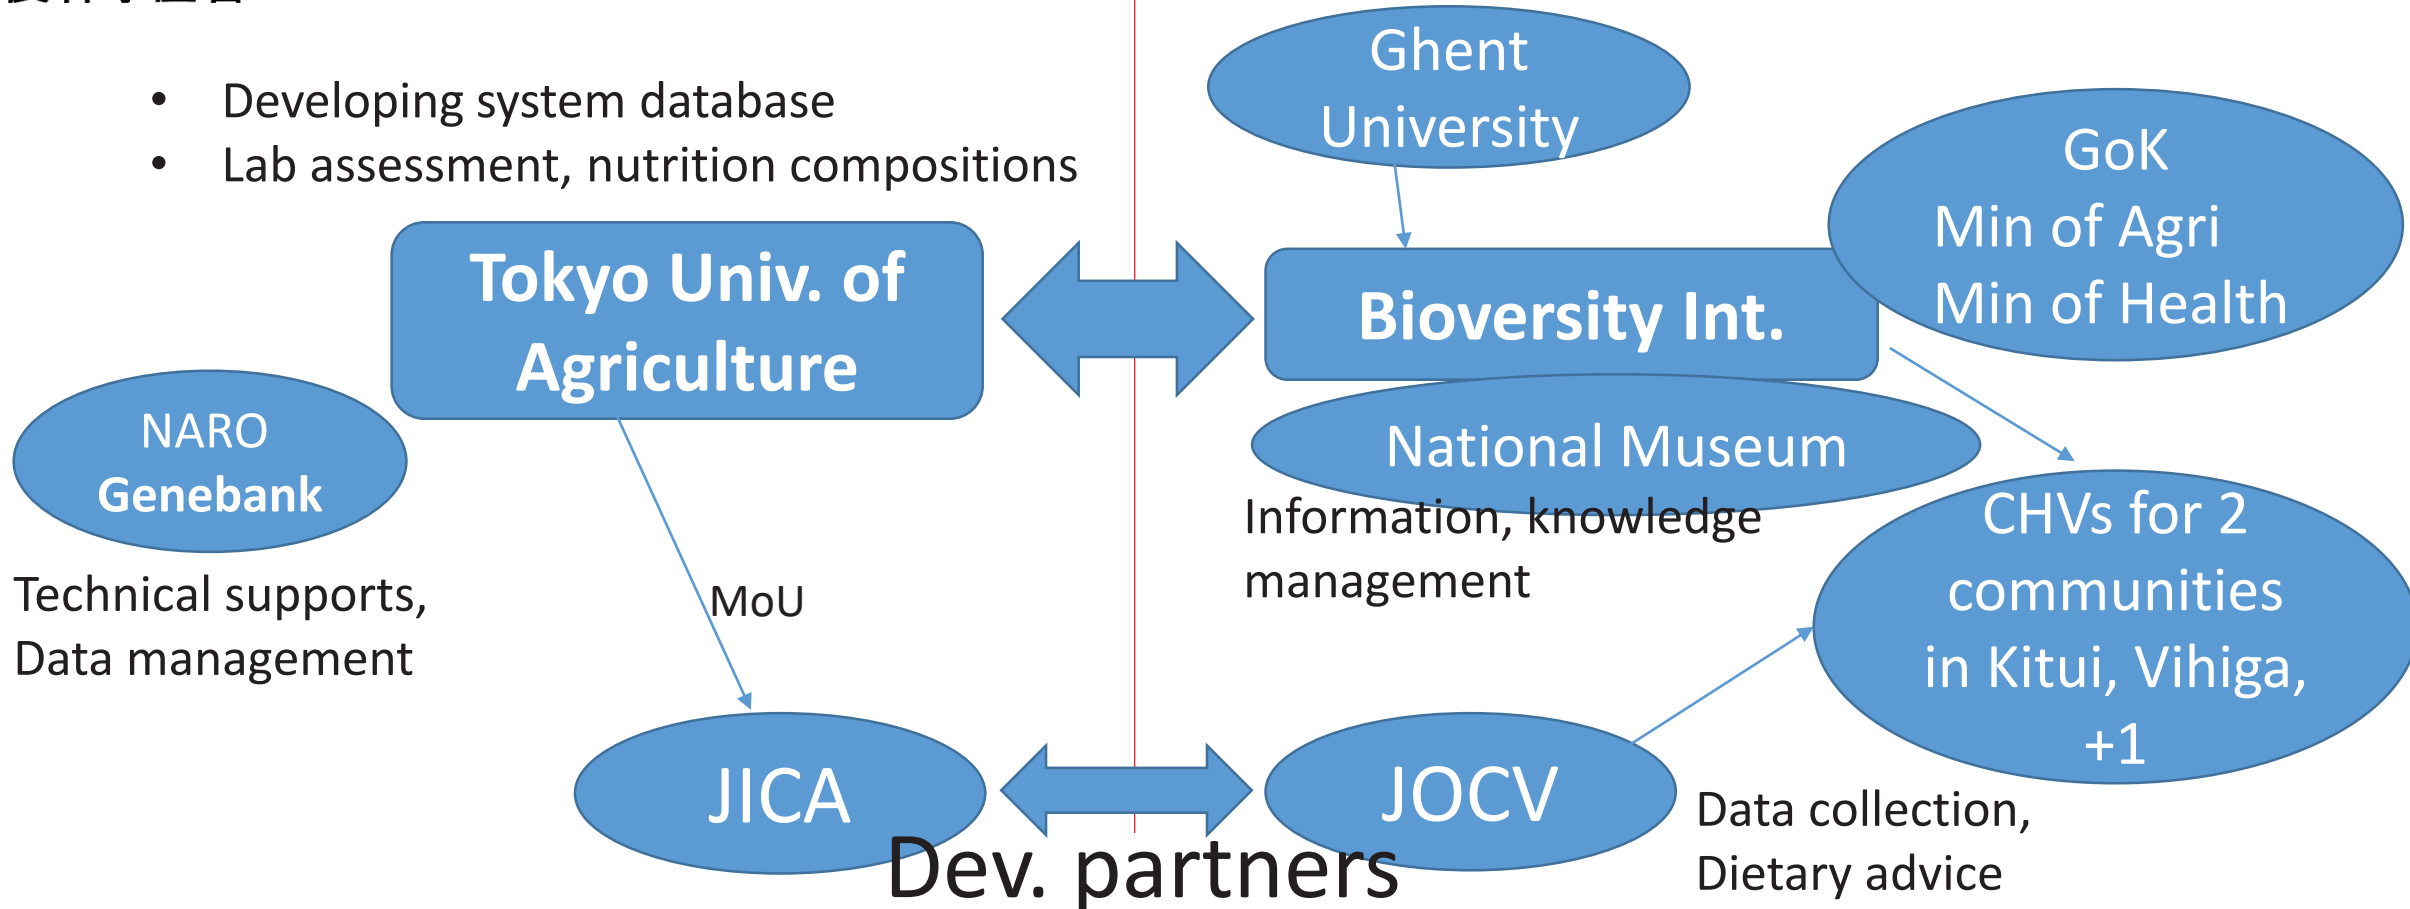 Developing system database
Lab assessment, nutrition compositions
Ghent
University
GoK
Min of Agri
Min of Health
Tokyo Univ. of
Agriculture
Bioversity Int.
NARO
Genebank
National Museum
Technical supports,
Data management
Information, knowledge
management
MoU
CHVs for 2
communities
in Kitui, Vihiga,
+1
JICA
JOCV
Dev. partners
Data collection,
Dietary advice